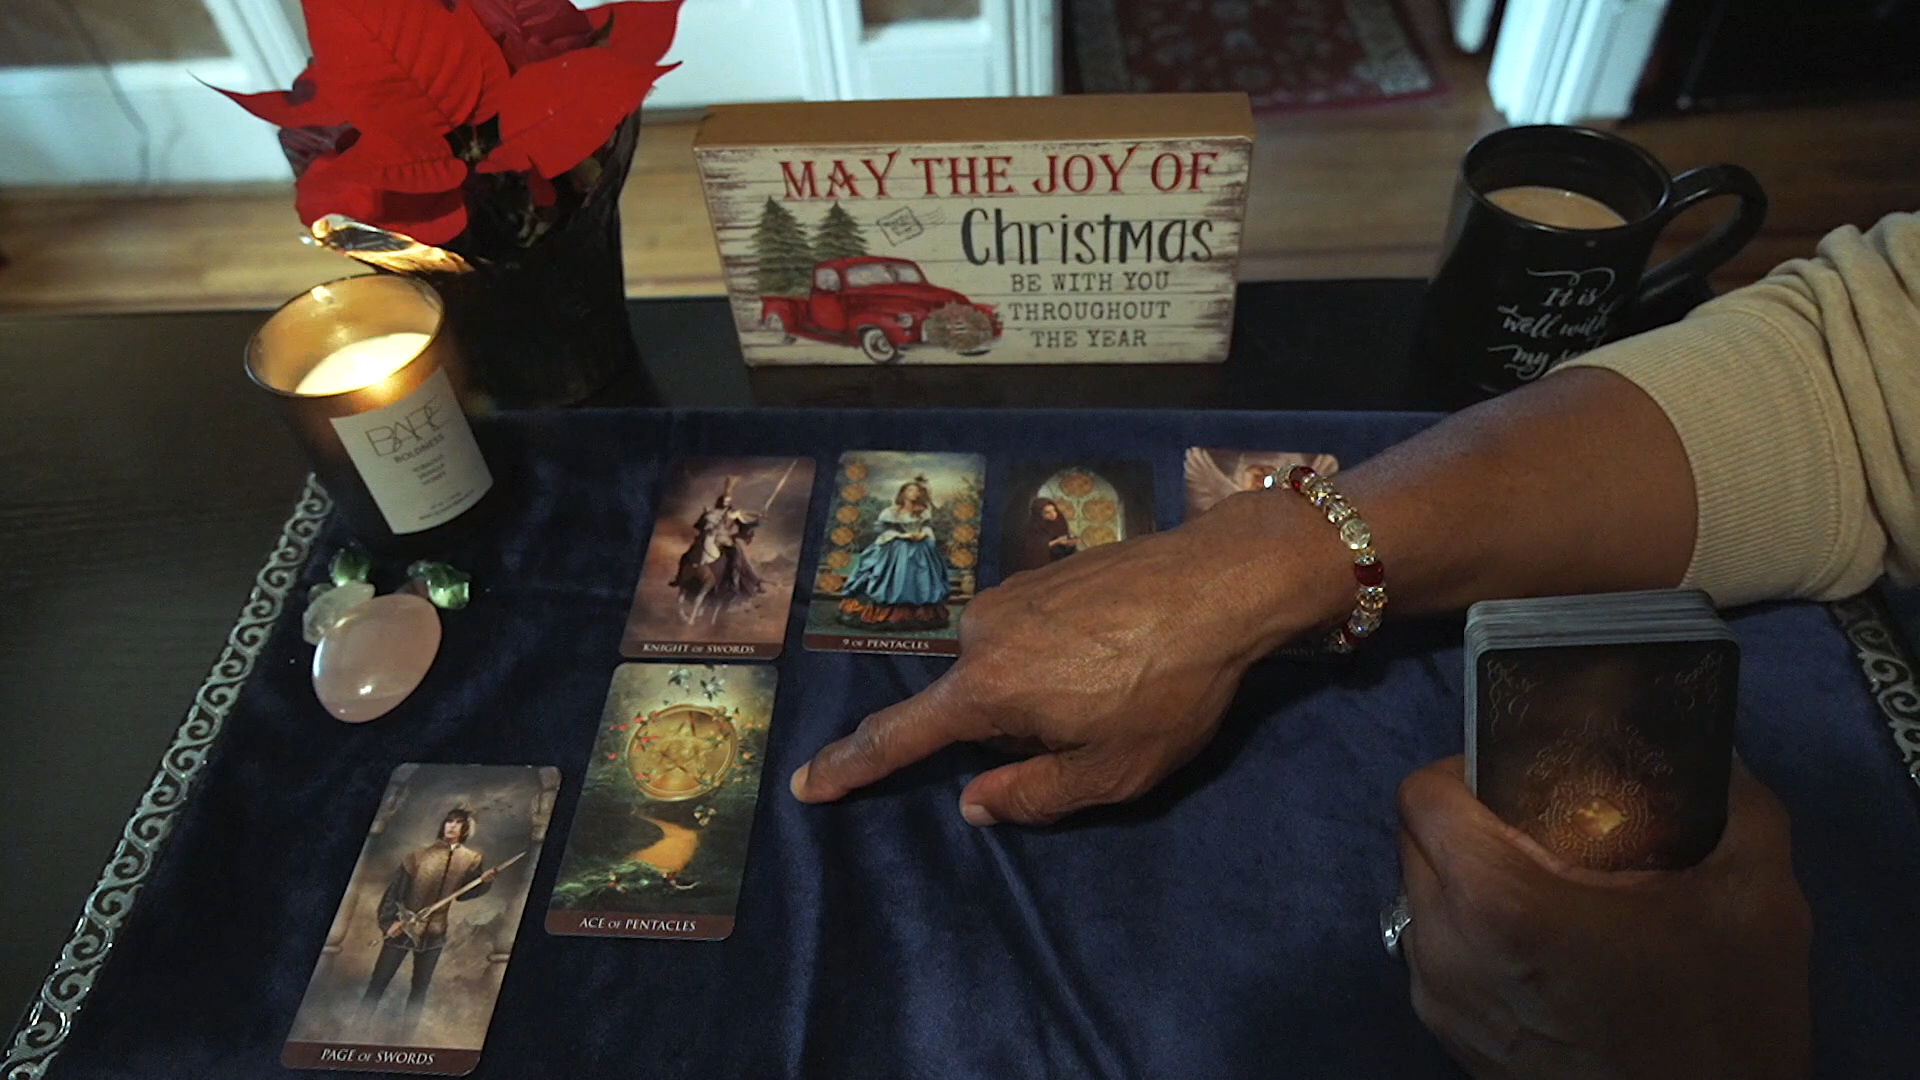 MAY THE JOY OF
Christmas
BE WITH YOU
THROUGHOUT
THE YEAR
It is
well with
my
BARE
BOLDNESS
KNIGHT OF SWORDS
9 OF PENTACLES
ACE OF PENTACLES
PAGE OF SWORDS